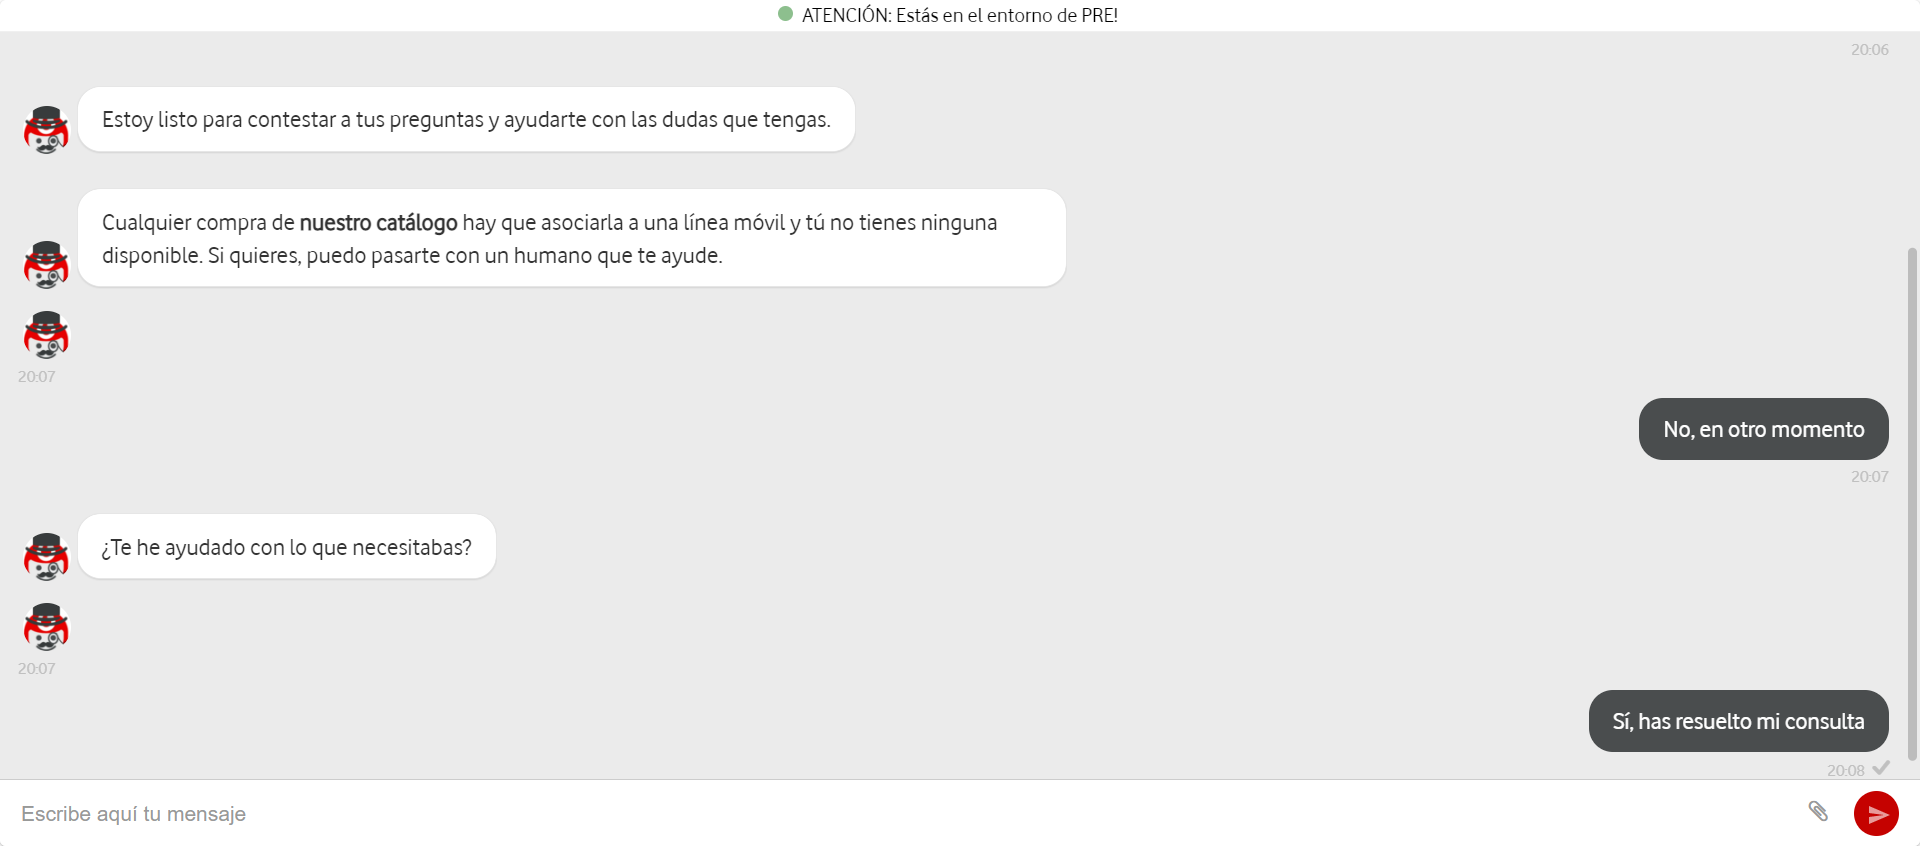 ATENCIÓN: Estás en el entorno de PRE!
20:06
Estoy listo para contestar a tus preguntas y ayudarte con las dudas que tengas.
Cualquier compra de nuestro catálogo hay que asociarla a una línea móvil y tú no tienes ninguna
disponible. Si quieres, puedo pasarte con un humano que te ayude.
20:07
No, en otro momento
20:07
¿Te he ayudado con lo que necesitabas?
20:07
Sí, has resuelto mi consulta
20:08
Escribe aquí tu mensaje